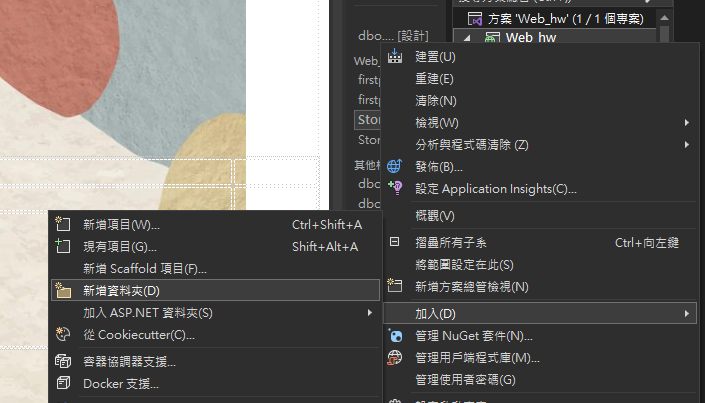 方案 'Web_hw' (1 / 1 個專案)
dbo.... [設計]
Web_hw
Web_
建置(U)
firstp
重建(E)
firstp
清除(N)
Stor
檢視(W)
Stor
分析與程式碼清除 (Z)
其他檔
發佈(B)...
dbo
設定 Application Insights(C)...
dbo
概觀(V)
新增項目(W)... Ctrl+Shift+A
現有項目(G)... Shift+Alt+A
摺疊所有子系 Ctrl+向左鍵
新增 Scaffold 項目(F)...
將範圍設定在此(S)
新增資料夾(D)
新增方案總管檢視(N)
加入 ASP.NET 資料夾(S)
加入(D)
從 Cookiecutter(C)...
管理 NuGet 套件(N)...
容器協調器支援...
管理用戶端程式庫(M)...
Docker 支援...
管理使用者密碼(G)